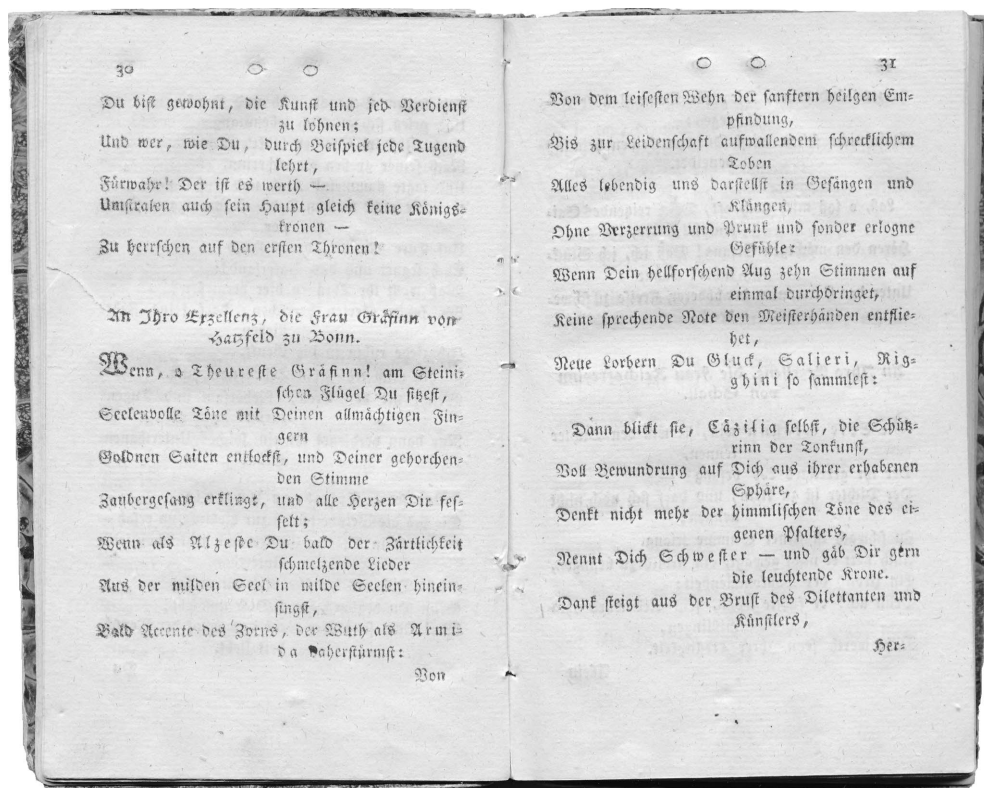 30
Du bist gewohnt, die Kunst und jed Verdienst
zu lohnen;
Und wer, wie Du, durch Beispiel jede Tugend
lehrt,
Fürwahr! Der ist es werth —
Umstralen auch sein Haupt gleich keine Königs-
kronen —
Zu herrschen auf den ersten Thronen!
An Ihro Exzellenz, die Frau Gräfinn von
Hatzfeld zu Bonn.
Wenn, o Theureste Gräfinn! am Steini-
schen Flügel Du sitzest,
Seelenvolle Töne mit Deinen allmächtigen Fin-
gern
Goldnen Saiten entlockst, und Deiner gehorchen-
den Stimme
Zaubergesang erklingt, und alle Herzen Dir fes-
selt;
Wenn als Alzeste Du bald der Zärtlichkeit
schmelzende Lieder
Aus der milden Seel in milde Seelen hinein-
singst,
Bald Accente des Zorns, der Wuth als Armi-
da daherstürmst:
Von
31
Von dem leisesten Wehn der sanftern heilgen Em-
pfindung,
Bis zur Leidenschaft aufwallendem schrecklichem
Toben
Alles lebendig uns darstellst in Gesängen und
Klängen,
Ohne Verzerrung und Prunk und sonder erlogne
Gefühle:
Wenn Dein hellforschend Aug zehn Stimmen auf
einmal durchdringet,
Keine sprechende Note den Meisterhänden entflie-
het,
Neue Lorbern Du Gluck, Salieri, Rig-
ghini so sammlest:
Dann blickt sie, Cäzilia selbst, die Schütz-
rinn der Tonkunst,
Voll Bewundrung auf Dich aus ihrer erhabenen
Sphäre,
Denkt nicht mehr der himmlischen Töne des ei-
genen Psalters,
Nennt Dich Schwester — und gäb Dir gern
die leuchtende Krone.
Dank steigt aus der Brust des Dilettanten und
Künstlers,
Her-